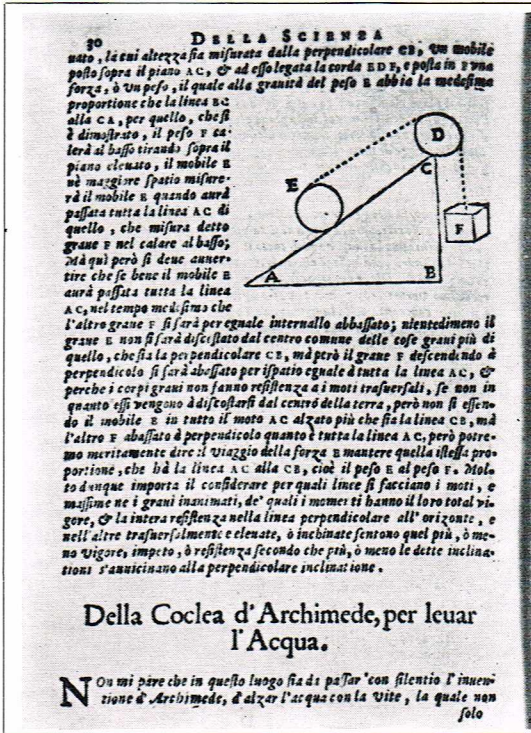 30 DELLA SCIENSA
nato, la cui altezza sia misurata dalla perpendicolare CB, Un mobile
posto sopra il piano AC, & ad esso legata la corda EDF, e posta in F una
forza, ò Vn peso, il quale alla grauità del peso E abbia la medesima
proportione che la linea BC
alla CA, per quello, che si
è dimostrato, il peso F ca-
lerà al basso tirando sopra il
piano eleuato, il mobile E
nè maggiore spatio misure-
rà il mobile E quando aurà
passata tutta la linea AC di
quello, che misura detto
graue F nel calare al basso;
Mà quì però si deue auuer-
tire che se bene il mobile E
aurà passata tutta la linea
AC, nel tempo medesimo che
l'altro graue F si sarà per eguale interuallo abbassato; nientedimeno il
graue E non si sarà discostato dal centro comune delle cose graui più di
quello, che sia la perpendicolare CB, mà però il graue F descendendo à
perpendicolo si sarà abassato per ispatio eguale à tutta la linea AC, &
perche i corpi graui non fanno resistenza a i moti trasuersali, se non in
quanto essi vengono à discostarsi dal centro della terra, però non si essen-
do il mobile E in tutto il moto AC alzato più che sia la linea CB, mà
l'altro F abassato à perpendicolo quanto è tutta la linea AC, però potre-
mo meritamente dire il Viaggio della forza E mantere quella istessa pro-
portione, che hà la linea AC alla CB, cioè il peso E al peso F. Mol-
to dunque importa il considerare per quali linee si facciano i moti, e
massime ne i graui inanimati, de' quali i momenti hanno il loro total vi-
gore, & la intera resistenza nella linea perpendicolare all' orizonte, e
nell'altre trasuersalmente eleuate, ò inchinate sentono quel più, ò me-
no vigore, impeto, ò resistenza secondo che più, ò meno le dette inclina-
tioni s'auuicinano alla perpendicolare inclinatione.
D
C
E
F
A
B
Della Coclea d'Archimede, per leuar
l'Acqua.
NOn mi pare che in questo luogo sia da passar' con silentio l'inuen-
tione d'Archimede, d'alzar l'acqua con la Vite, la quale non
solo